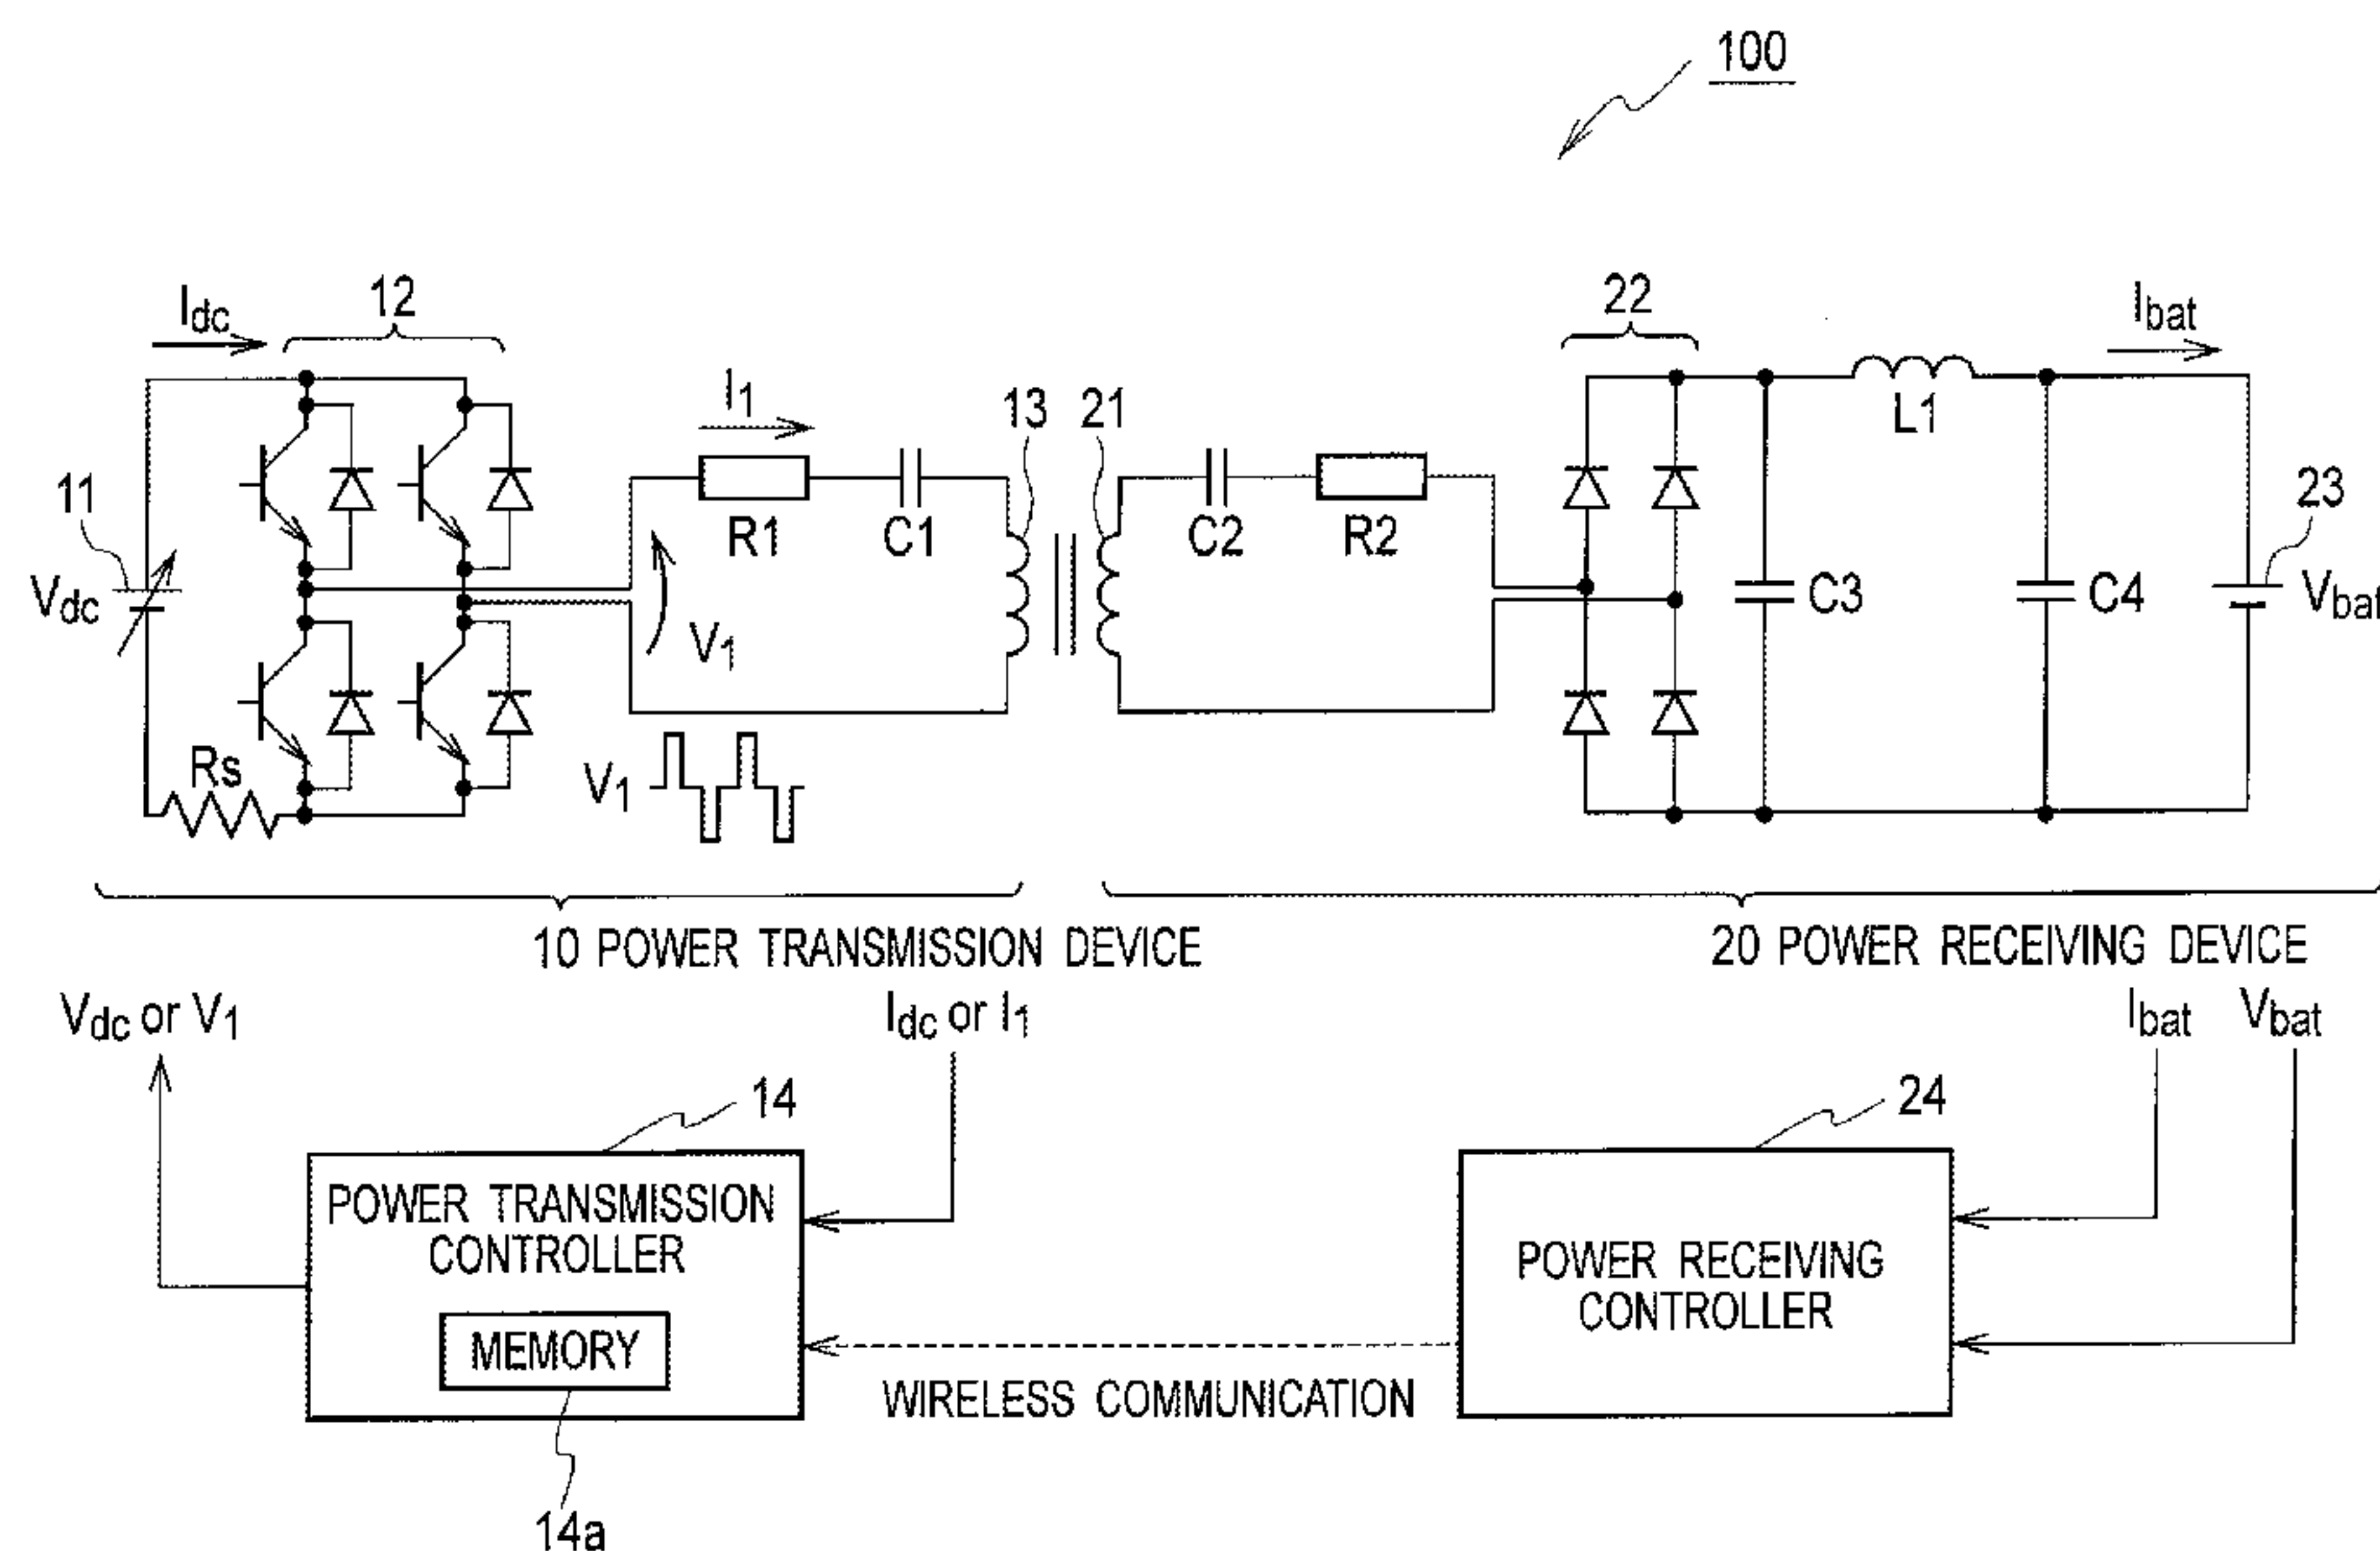 100
Idc
12
I1
13
21
22
Ibat
L1
11
R1
C1
C2
R2
23
Vdc
V1
C3
C4
Vbat
Rs
V1
10 POWER TRANSMISSION DEVICE
20 POWER RECEIVING DEVICE
Vdc or V1
Idc or I1
Ibat
Vbat
14
24
POWER TRANSMISSION
CONTROLLER
POWER RECEIVING
CONTROLLER
MEMORY
WIRELESS COMMUNICATION
14a